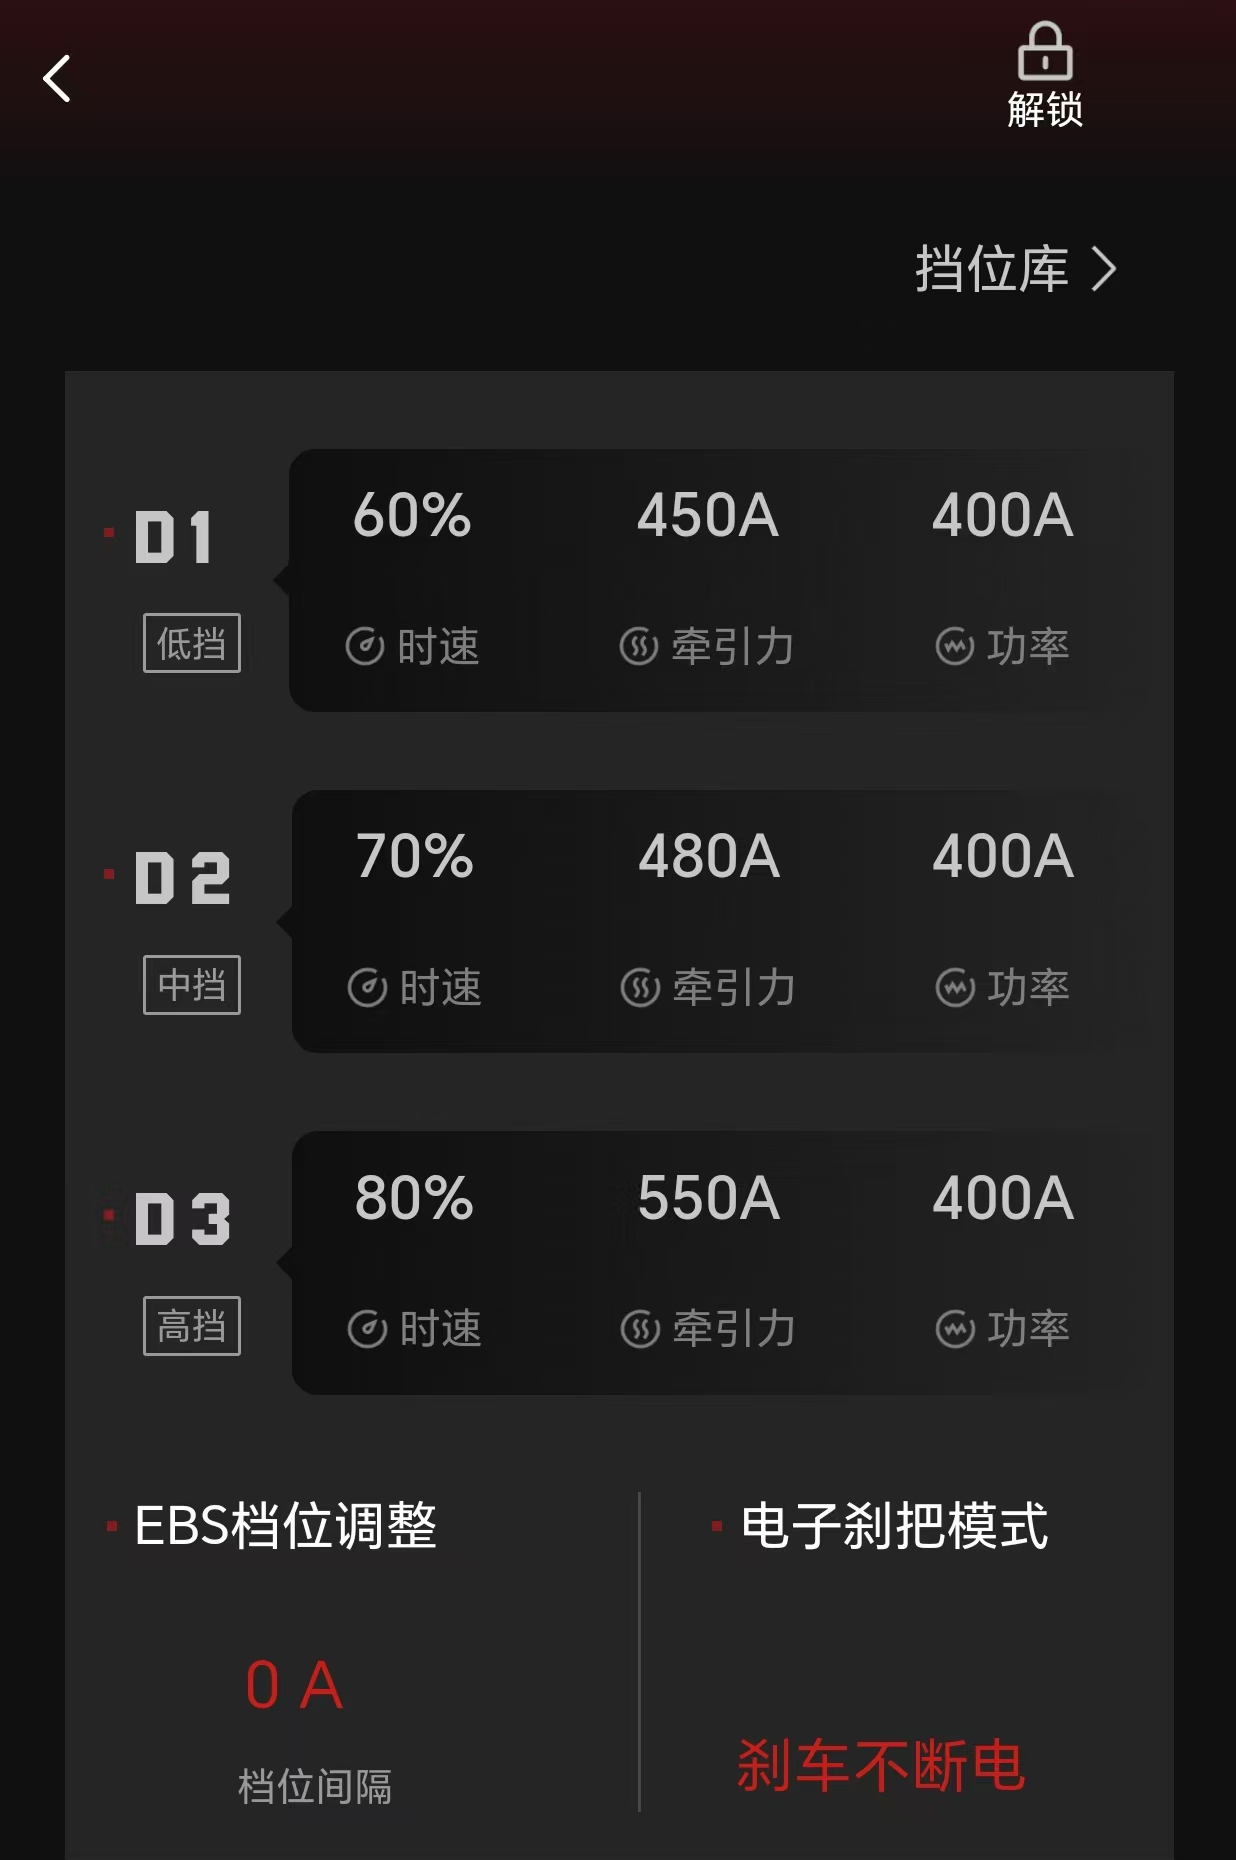 解锁
挡位库
D1
60% 450A 400A
低挡
时速 牵引力 功率
D2
70% 480A 400A
中挡
时速 牵引力 功率
D3
80% 550A 400A
高挡
时速 牵引力 功率
EBS档位调整
0 A
档位间隔
电子刹把模式
刹车不断电